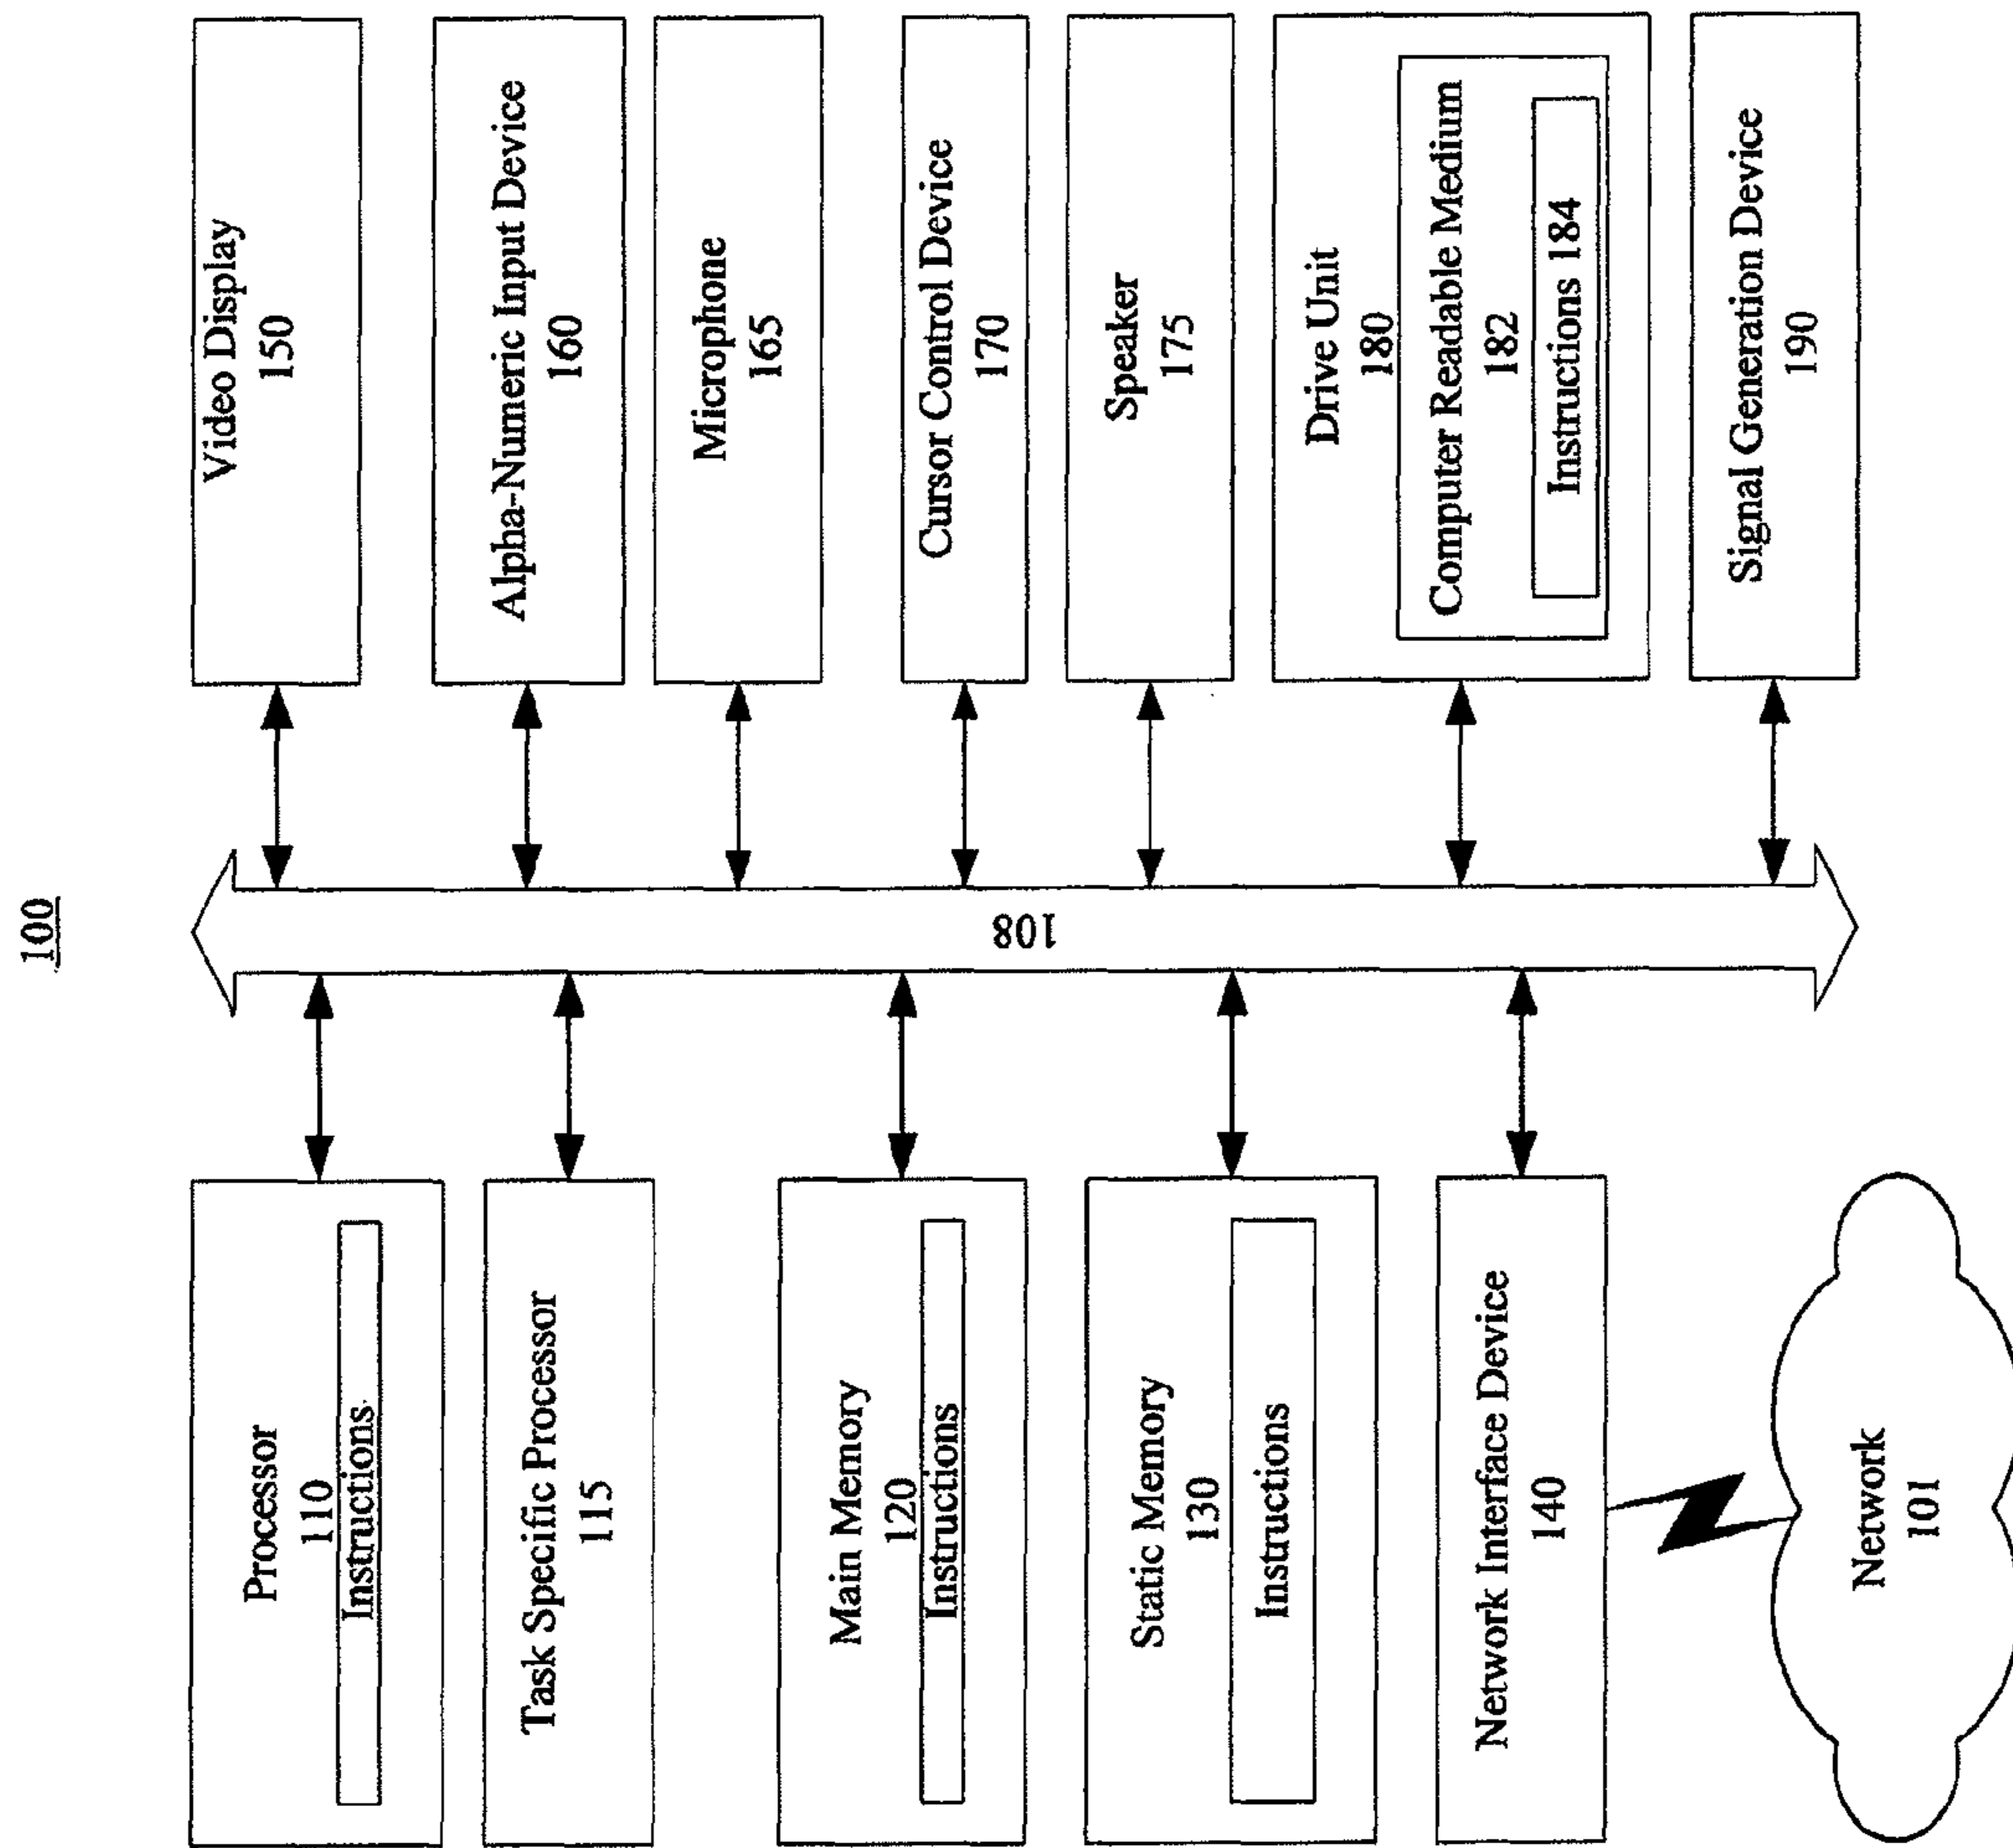 100
Processor
110
Instructions
Task Specific Processor
115
Main Memory
120
Instructions
Static Memory
130
Instructions
Network Interface Device
140
Network
101
108
Video Display
150
Alpha-Numeric Input Device
160
Microphone
165
Cursor Control Device
170
Speaker
175
Drive Unit
180
Computer Readable Medium
182
Instructions 184
Signal Generation Device
190